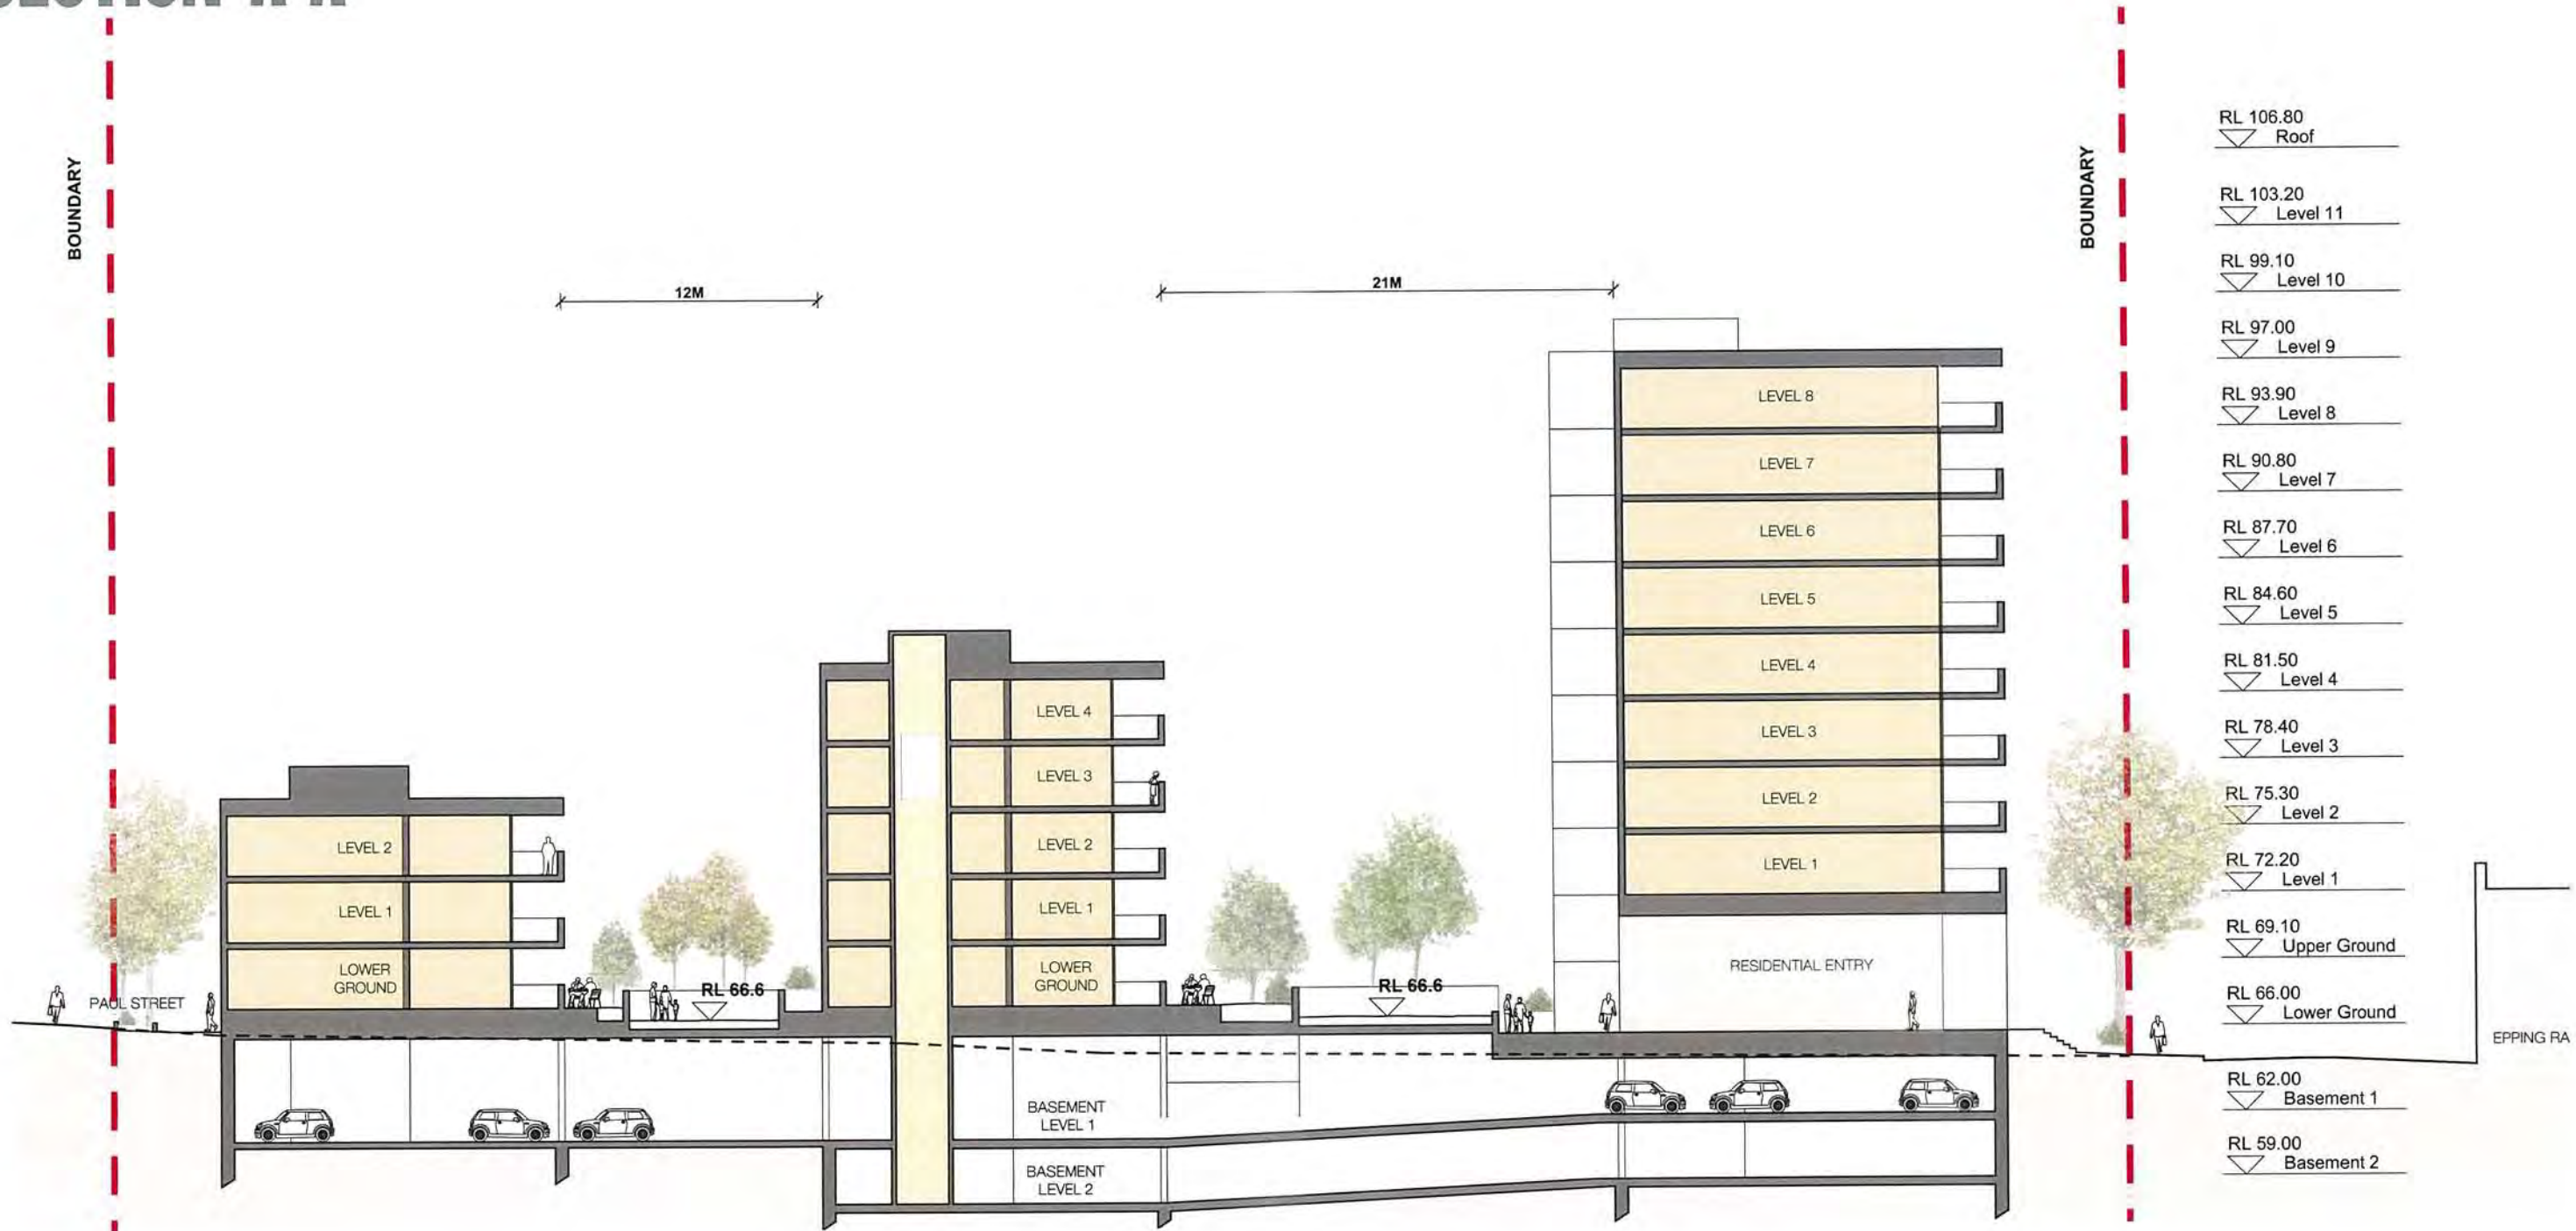 BOUNDARY
BOUNDARY
12M
21M
RL 106.80
Roof
RL 103.20
Level 11
RL 99.10
Level 10
RL 97.00
Level 9
RL 93.90
Level 8
RL 90.80
Level 7
RL 87.70
Level 6
RL 84.60
Level 5
RL 81.50
Level 4
RL 78.40
Level 3
RL 75.30
Level 2
RL 72.20
Level 1
RL 69.10
Upper Ground
RL 66.00
Lower Ground
RL 62.00
Basement 1
RL 59.00
Basement 2
PAUL STREET
LEVEL 2
LEVEL 1
LOWER
GROUND
RL 66.6
LEVEL 4
LEVEL 3
LEVEL 2
LEVEL 1
LOWER
GROUND
BASEMENT
LEVEL 1
BASEMENT
LEVEL 2
RL 66.6
LEVEL 8
LEVEL 7
LEVEL 6
LEVEL 5
LEVEL 4
LEVEL 3
LEVEL 2
LEVEL 1
RESIDENTIAL ENTRY
EPPING RA